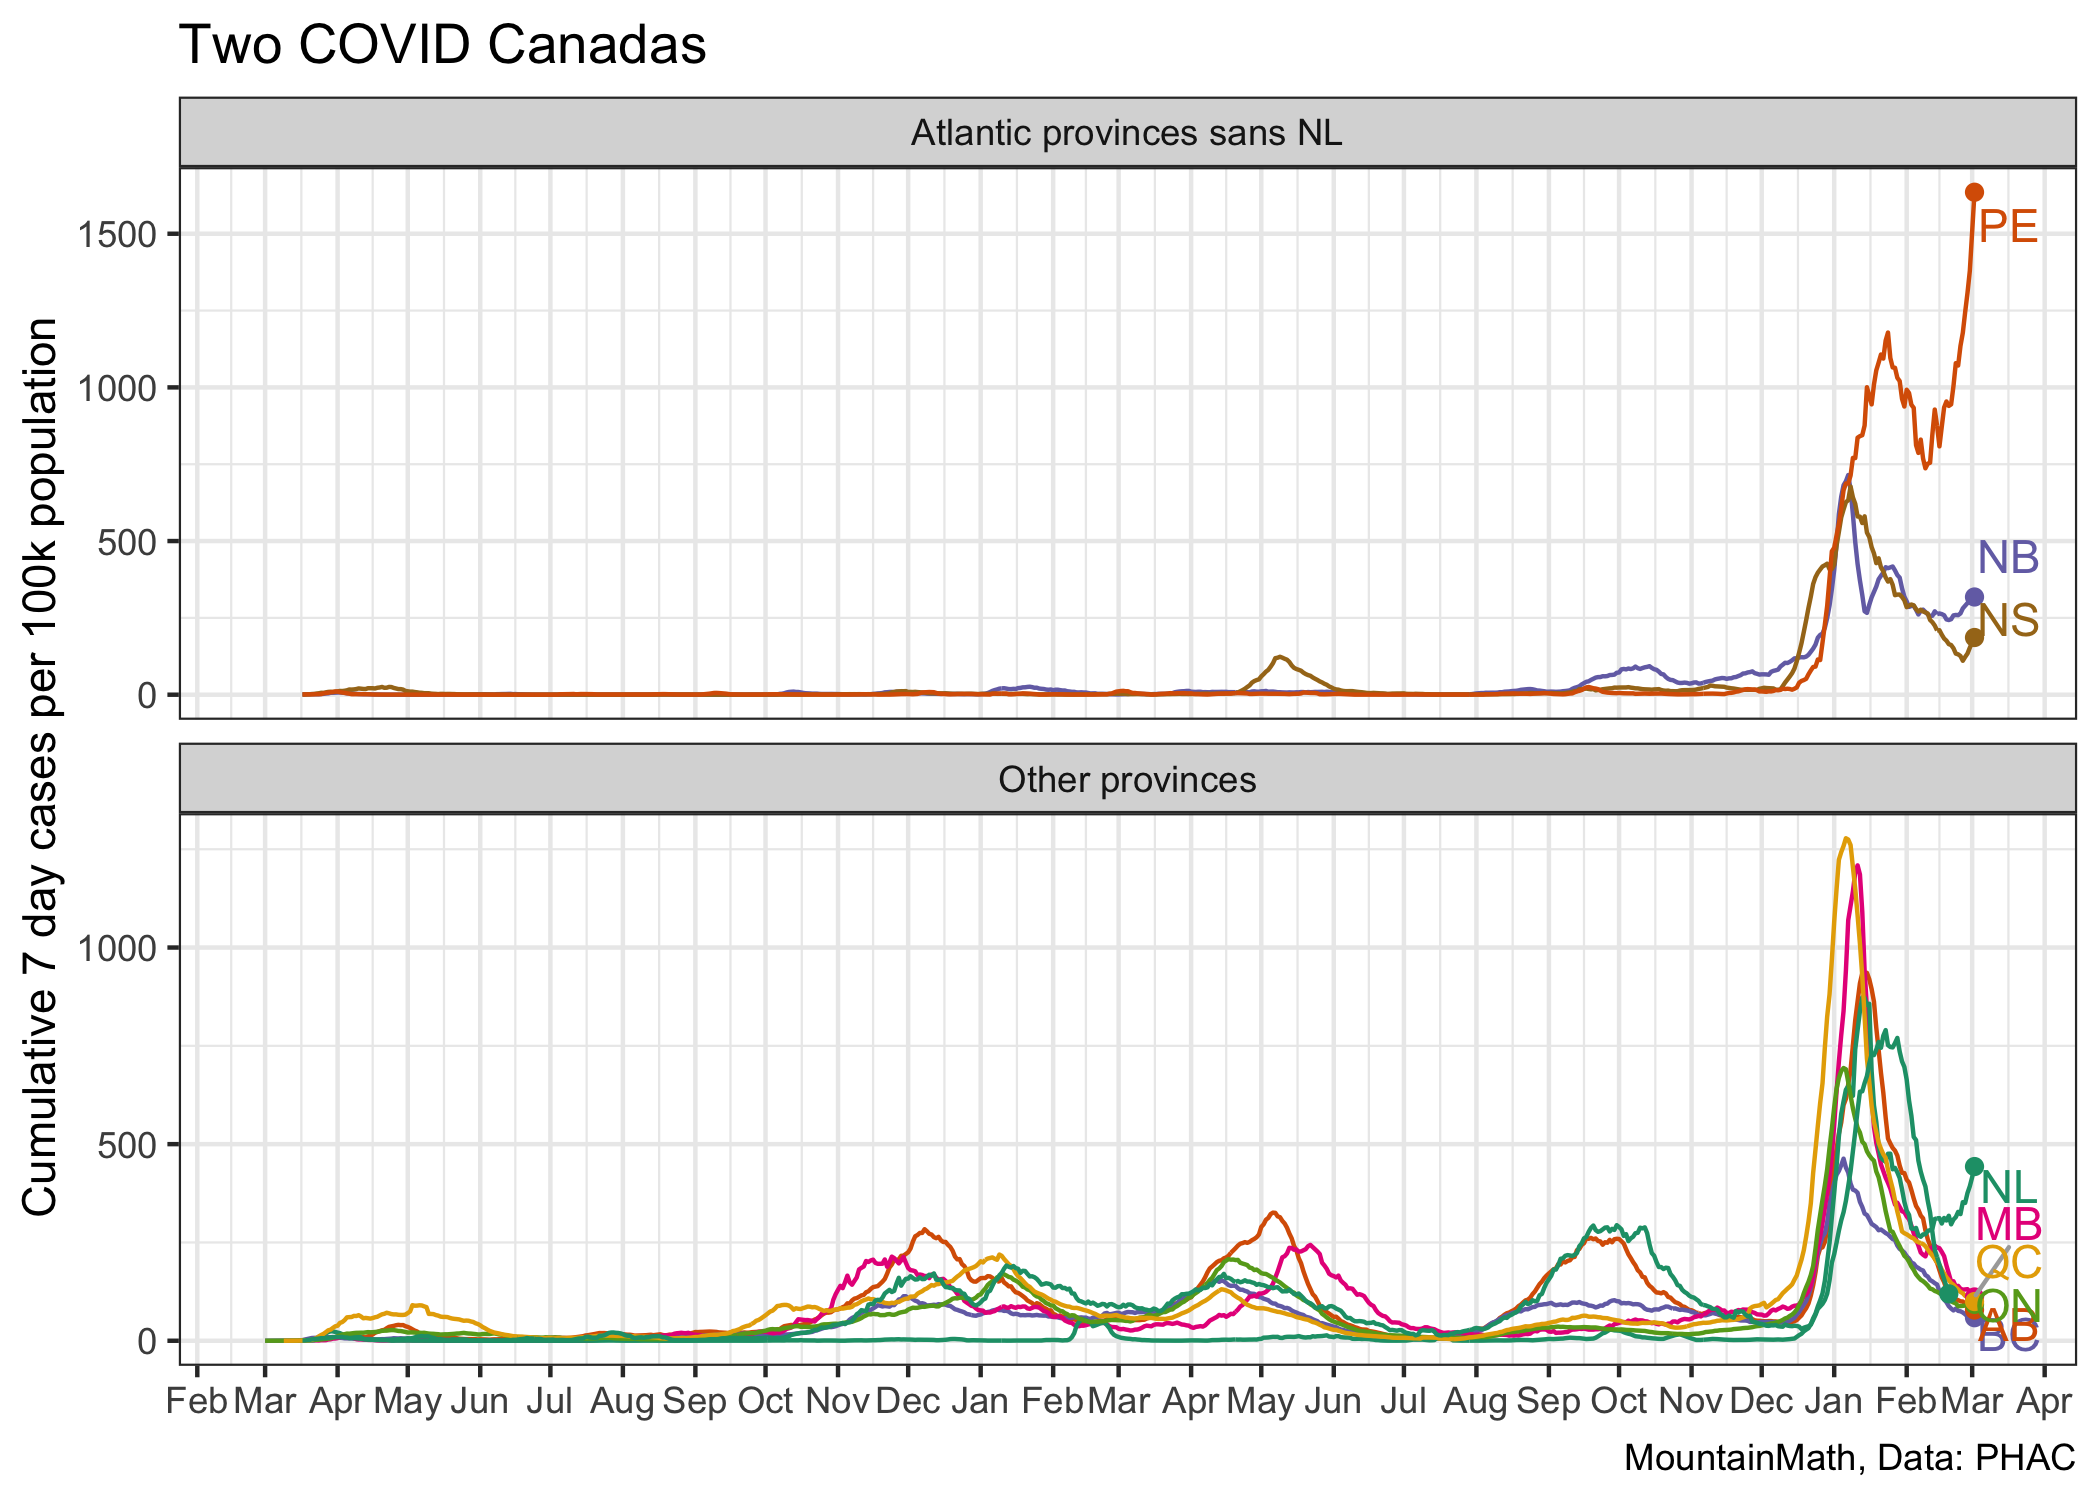 Two COVID Canadas
Atlantic provinces sans NL
Cumulative 7 day cases per 100k population
1500
1000
500
0
PE
NB
NS
Other provinces
1000
500
0
NL
MB
QC
ON
AB
BC
Feb Mar Apr May Jun Jul Aug Sep Oct Nov Dec Jan Feb Mar Apr May Jun Jul Aug Sep Oct Nov Dec Jan Feb Mar Apr
MountainMath, Data: PHAC